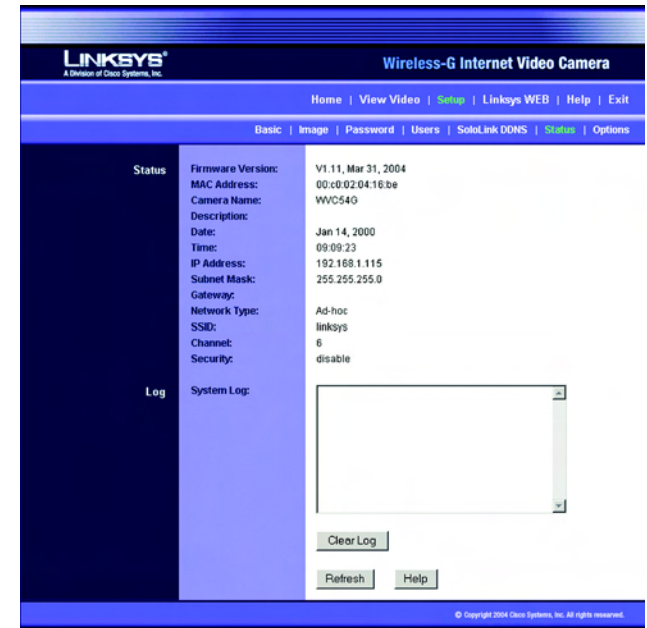 LINKSYS®
A Division of Cisco Systems, Inc.
Wireless-G Internet Video Camera
Home | View Video | Setup | Linksys WEB | Help | Exit
Basic | Image | Password | Users | SoloLink DDNS | Status | Options
Status
Firmware Version: V1.11, Mar 31, 2004
MAC Address: 00:c0:02:04:16:be
Camera Name: WVC54G
Description:
Date: Jan 14, 2000
Time: 09:09:23
IP Address: 192.168.1.115
Subnet Mask: 255.255.255.0
Gateway:
Network Type: Ad-hoc
SSID: linksys
Channel: 6
Security: disable
Log
System Log:
Clear Log
Refresh Help
© Copyright 2004 Cisco Systems, Inc. All rights reserved.